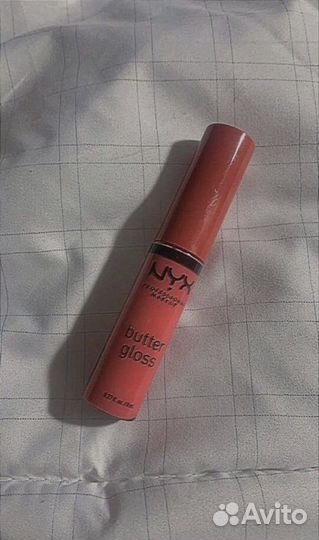 NYX
PROFESSIONAL
MAKEUP
butter
gloss
Avito